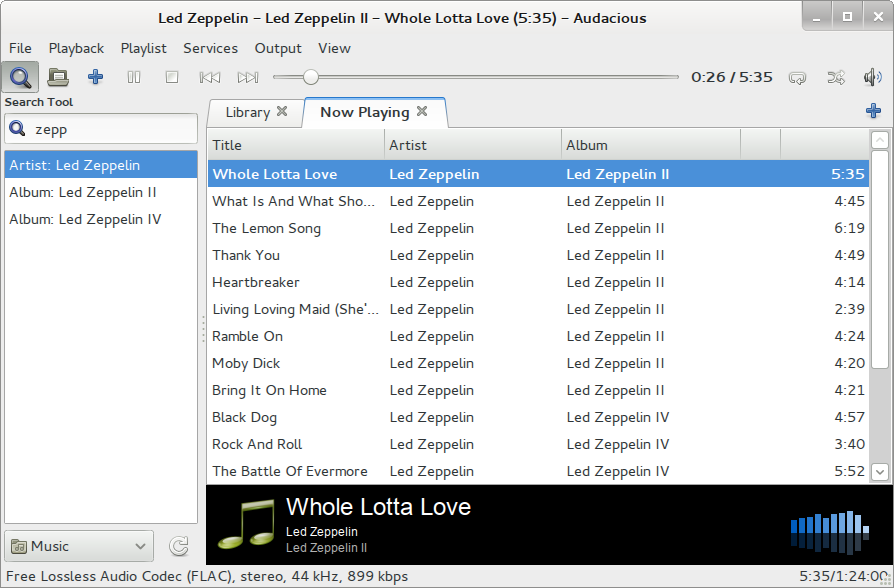 Led Zeppelin – Led Zeppelin II – Whole Lotta Love (5:35) – Audacious
File Playback Playlist Services Output View
0:26 / 5:35
Search Tool
zepp
Artist: Led Zeppelin
Album: Led Zeppelin II
Album: Led Zeppelin IV
Music
Library Now Playing
Title Artist Album
Whole Lotta Love Led Zeppelin Led Zeppelin II 5:35
What Is And What Sho... Led Zeppelin Led Zeppelin II 4:45
The Lemon Song Led Zeppelin Led Zeppelin II 6:19
Thank You Led Zeppelin Led Zeppelin II 4:49
Heartbreaker Led Zeppelin Led Zeppelin II 4:14
Living Loving Maid (She'... Led Zeppelin Led Zeppelin II 2:39
Ramble On Led Zeppelin Led Zeppelin II 4:24
Moby Dick Led Zeppelin Led Zeppelin II 4:20
Bring It On Home Led Zeppelin Led Zeppelin II 4:21
Black Dog Led Zeppelin Led Zeppelin IV 4:57
Rock And Roll Led Zeppelin Led Zeppelin IV 3:40
The Battle Of Evermore Led Zeppelin Led Zeppelin IV 5:52
Whole Lotta Love
Led Zeppelin
Led Zeppelin II
Free Lossless Audio Codec (FLAC), stereo, 44 kHz, 899 kbps 5:35/1:24:00